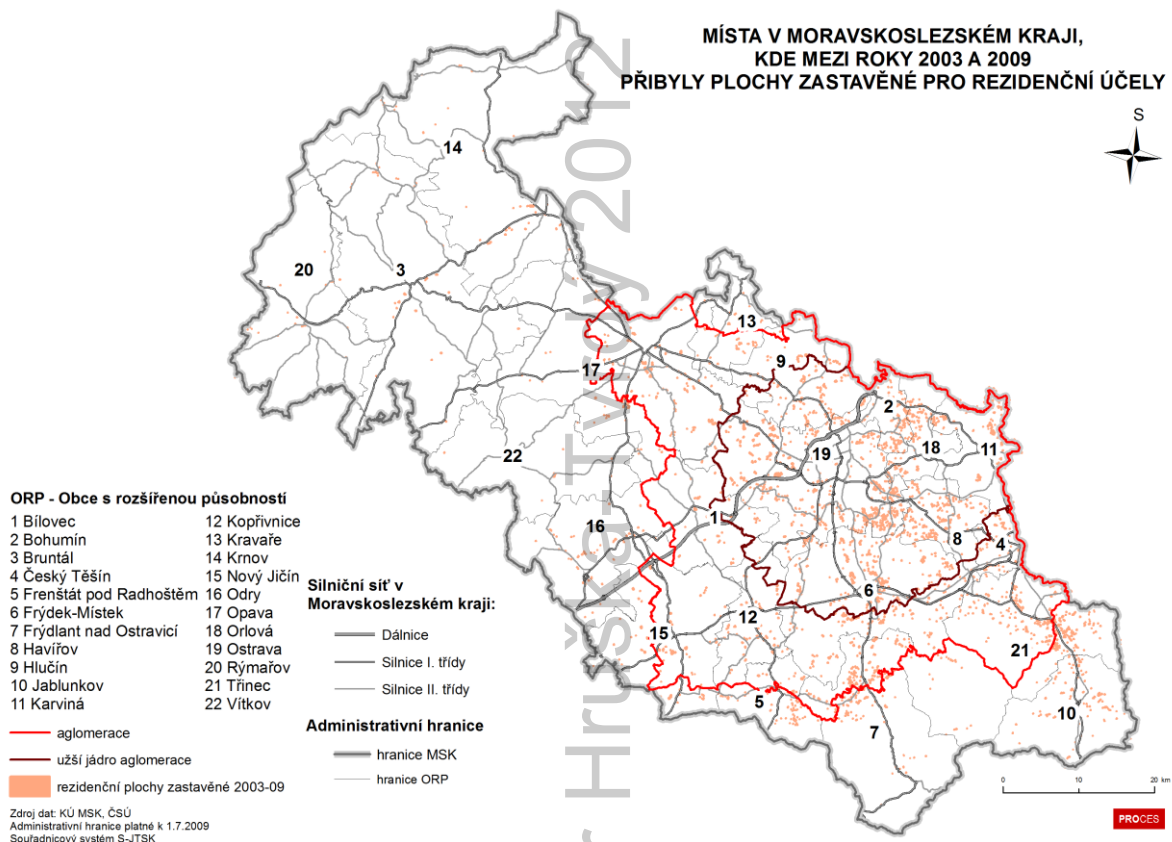 MÍSTA V MORAVSKOSLEZSKÉM KRAJI,
KDE MEZI ROKY 2003 A 2009
PŘIBYLY PLOCHY ZASTAVĚNÉ PRO REZIDENČNÍ ÚČELY
S
14
20
3
13
9
17
2
18
11
19
22
1
16
8
4
6
12
15
21
5
10
7
Hruška-Tvrdý 2012
ORP - Obce s rozšířenou působností
1 Bílovec
2 Bohumín
3 Bruntál
4 Český Těšín
5 Frenštát pod Radhoštěm
6 Frýdek-Místek
7 Frýdlant nad Ostravicí
8 Havířov
9 Hlučín
10 Jablunkov
11 Karviná
12 Kopřivnice
13 Kravaře
14 Krnov
15 Nový Jičín
16 Odry
17 Opava
18 Orlová
19 Ostrava
20 Rýmařov
21 Třinec
22 Vítkov
aglomerace
užší jádro aglomerace
rezidenční plochy zastavěné 2003-09
Silniční síť v
Moravskoslezském kraji:
Dálnice
Silnice I. třídy
Silnice II. třídy
Administrativní hranice
hranice MSK
hranice ORP
Zdroj dat: KÚ MSK, ČSÚ
Administrativní hranice platné k 1.7.2009
Souřadnicový systém S-JTSK
0 10 20 km
PROCES